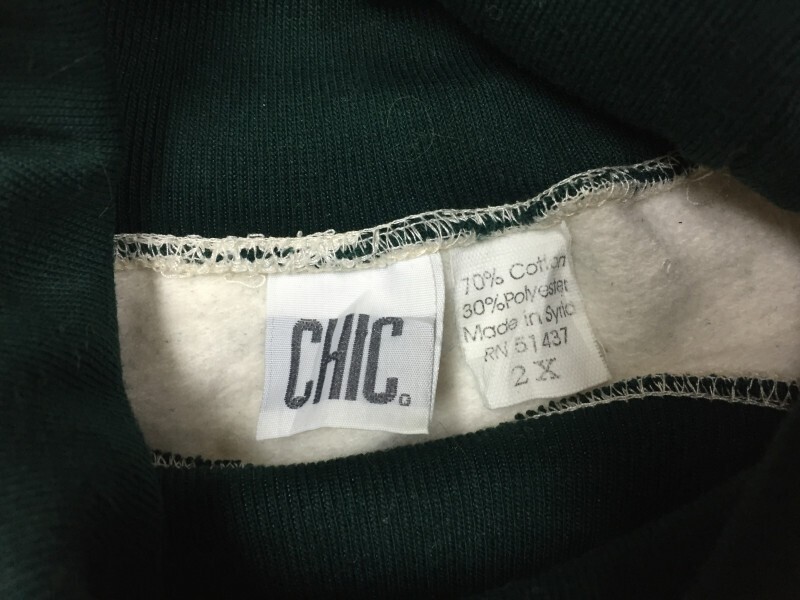 CHIC.
70% Cotton
30% Polyester
Made in Syria
RN 51437
2X